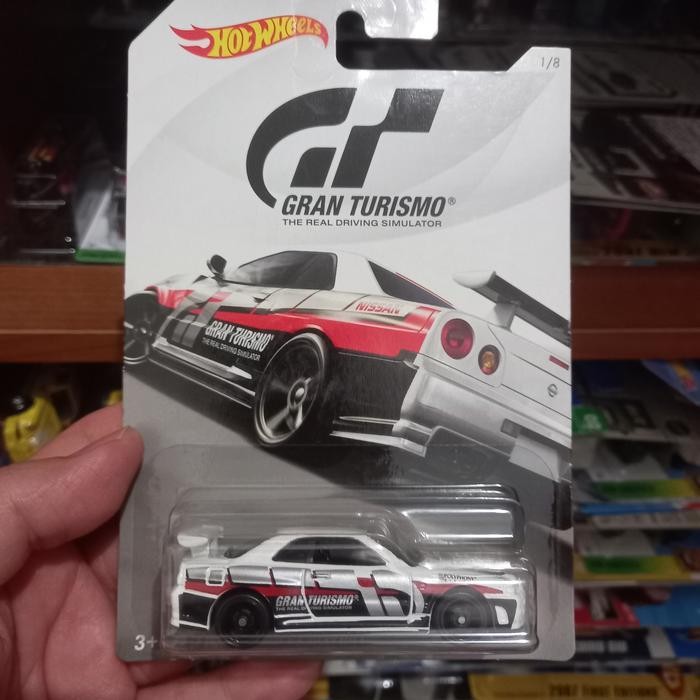 HOT WHEELS
1/8
GT
GRAN TURISMO®
THE REAL DRIVING SIMULATOR
NISSAN
GRAN TURISMO®
THE REAL DRIVING SIMULATOR
GRAN TURISMO®
THE REAL DRIVING SIMULATOR
3+